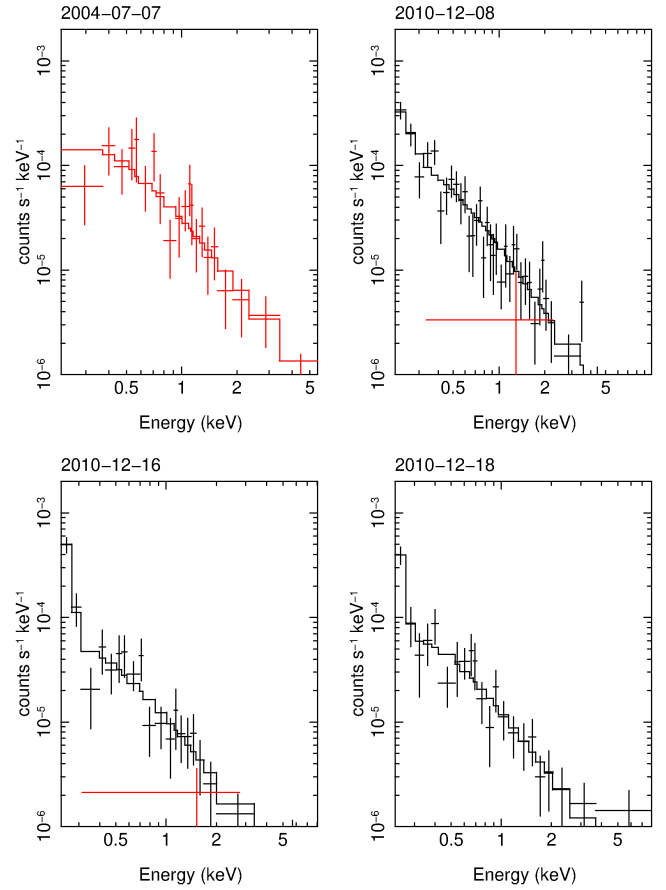 2004−07−07
2010−12−08
10⁻³
10⁻³
10⁻⁴
10⁻⁴
10⁻⁵
10⁻⁵
10⁻⁶
10⁻⁶
counts s⁻¹ keV⁻¹
counts s⁻¹ keV⁻¹
0.5 1 2 5
0.5 1 2 5
Energy (keV)
Energy (keV)
2010−12−16
2010−12−18
10⁻³
10⁻³
10⁻⁴
10⁻⁴
10⁻⁵
10⁻⁵
10⁻⁶
10⁻⁶
counts s⁻¹ keV⁻¹
counts s⁻¹ keV⁻¹
0.5 1 2 5
0.5 1 2 5
Energy (keV)
Energy (keV)